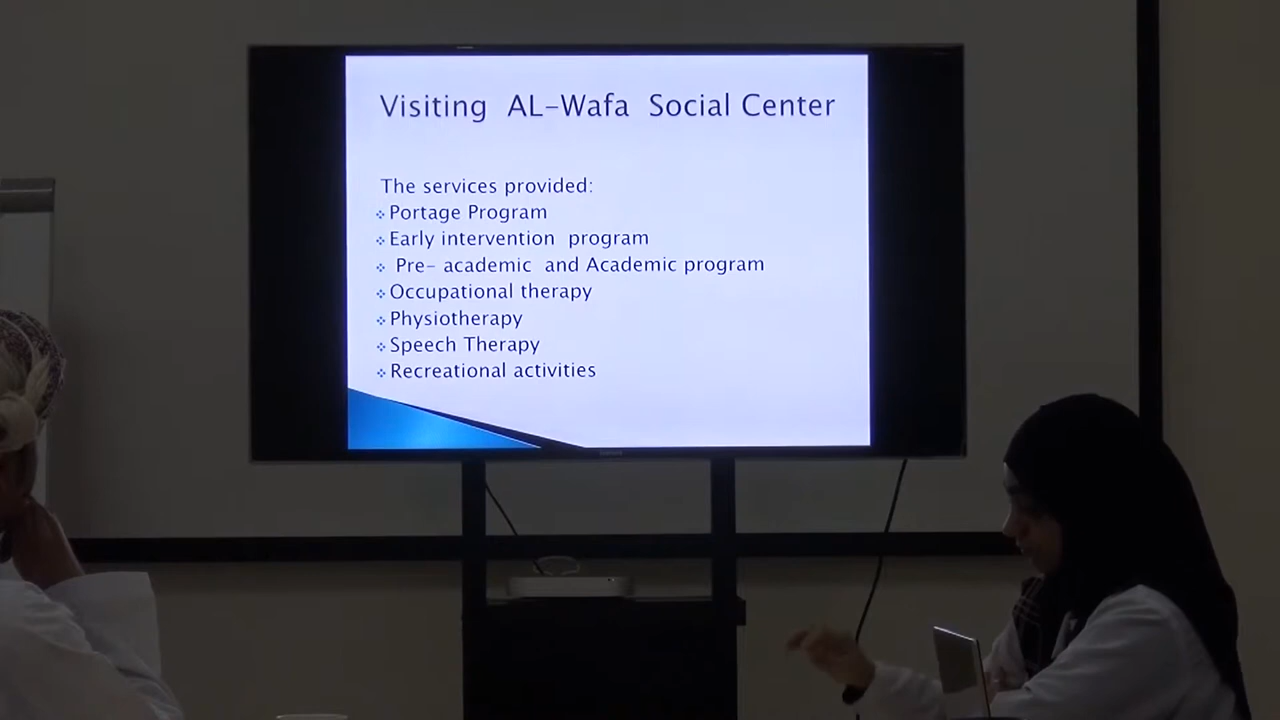 Visiting AL-Wafa Social Center
The services provided:
Portage Program
Early intervention program
Pre- academic and Academic program
Occupational therapy
Physiotherapy
Speech Therapy
Recreational activities